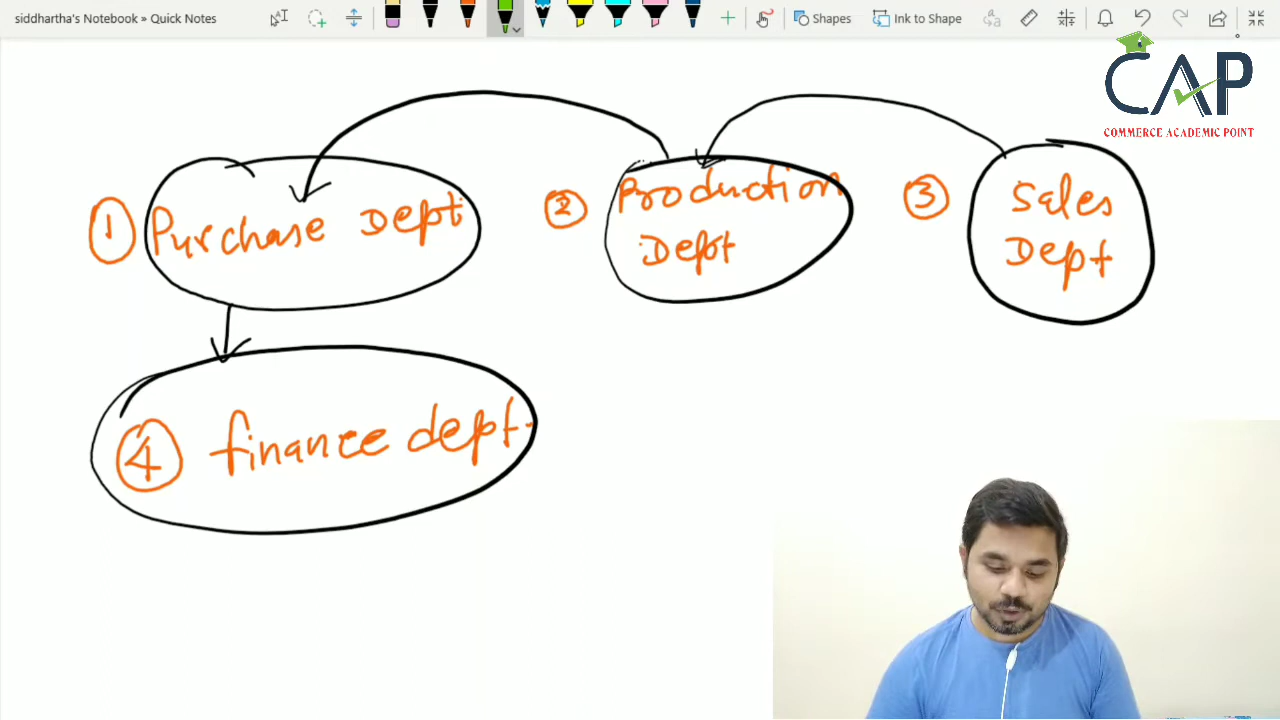 siddhartha's Notebook » Quick Notes
Shapes
Ink to Shape
CAP
COMMERCE ACADEMIC POINT
① Purchase Dept
② Production
Dept
③ Sales
Dept
④ finance dept.